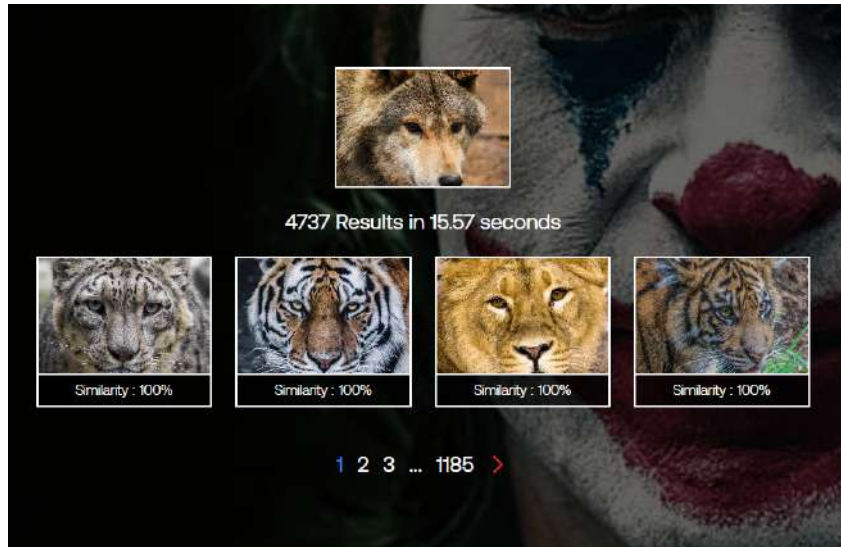 4737 Results in 15.57 seconds
Similarity : 100% Similarity : 100% Similarity : 100% Similarity : 100%
1 2 3 ... 1185 >